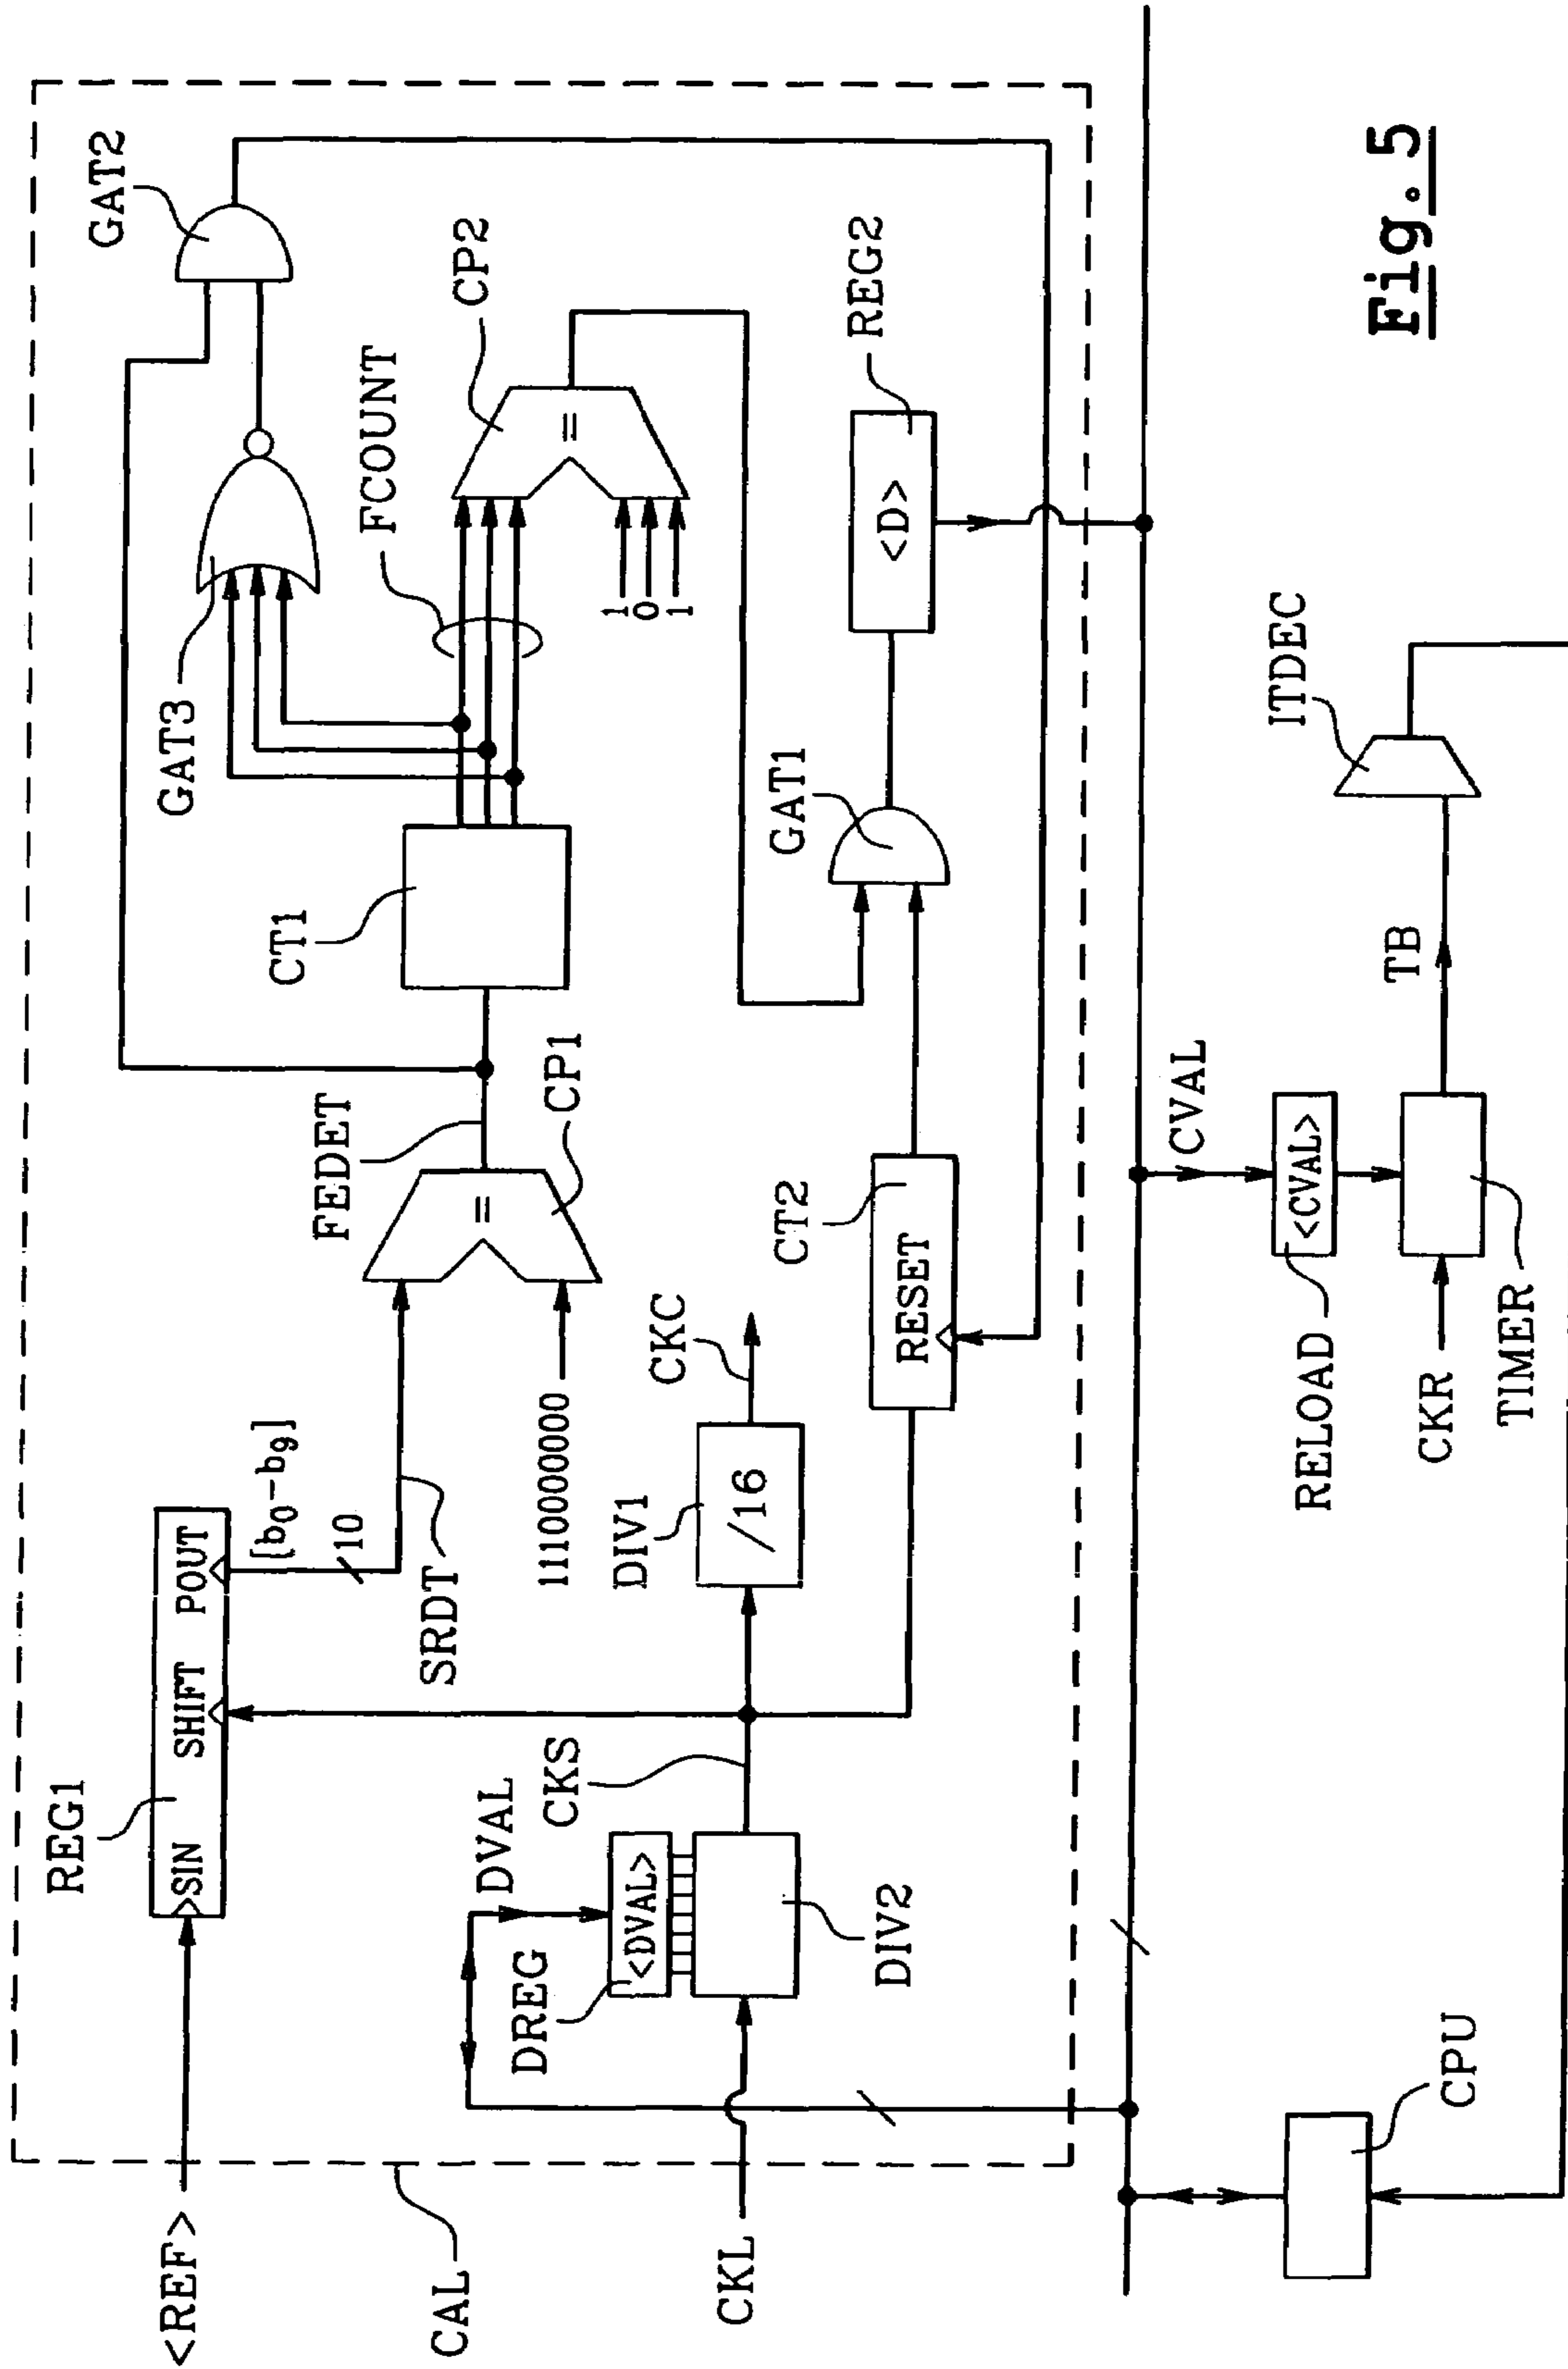 <REF>
REG1
SIN SHIFT POUT
[b0-b9]
10
SRDT
1110000000
FEDET
CP1
CT1
GAT3
GAT2
FCOUNT
CP2
=
=
1
0
1
CAL
CKL
DREG
DVAL
<DVAL>
CKS
DIV2
DIV1
/16
CKC
CT2
RESET
GAT1
REG2
<D>
CPU
RELOAD
CVAL
<CVAL>
CKR
TIMER
TB
ITDEC
Fig. 5